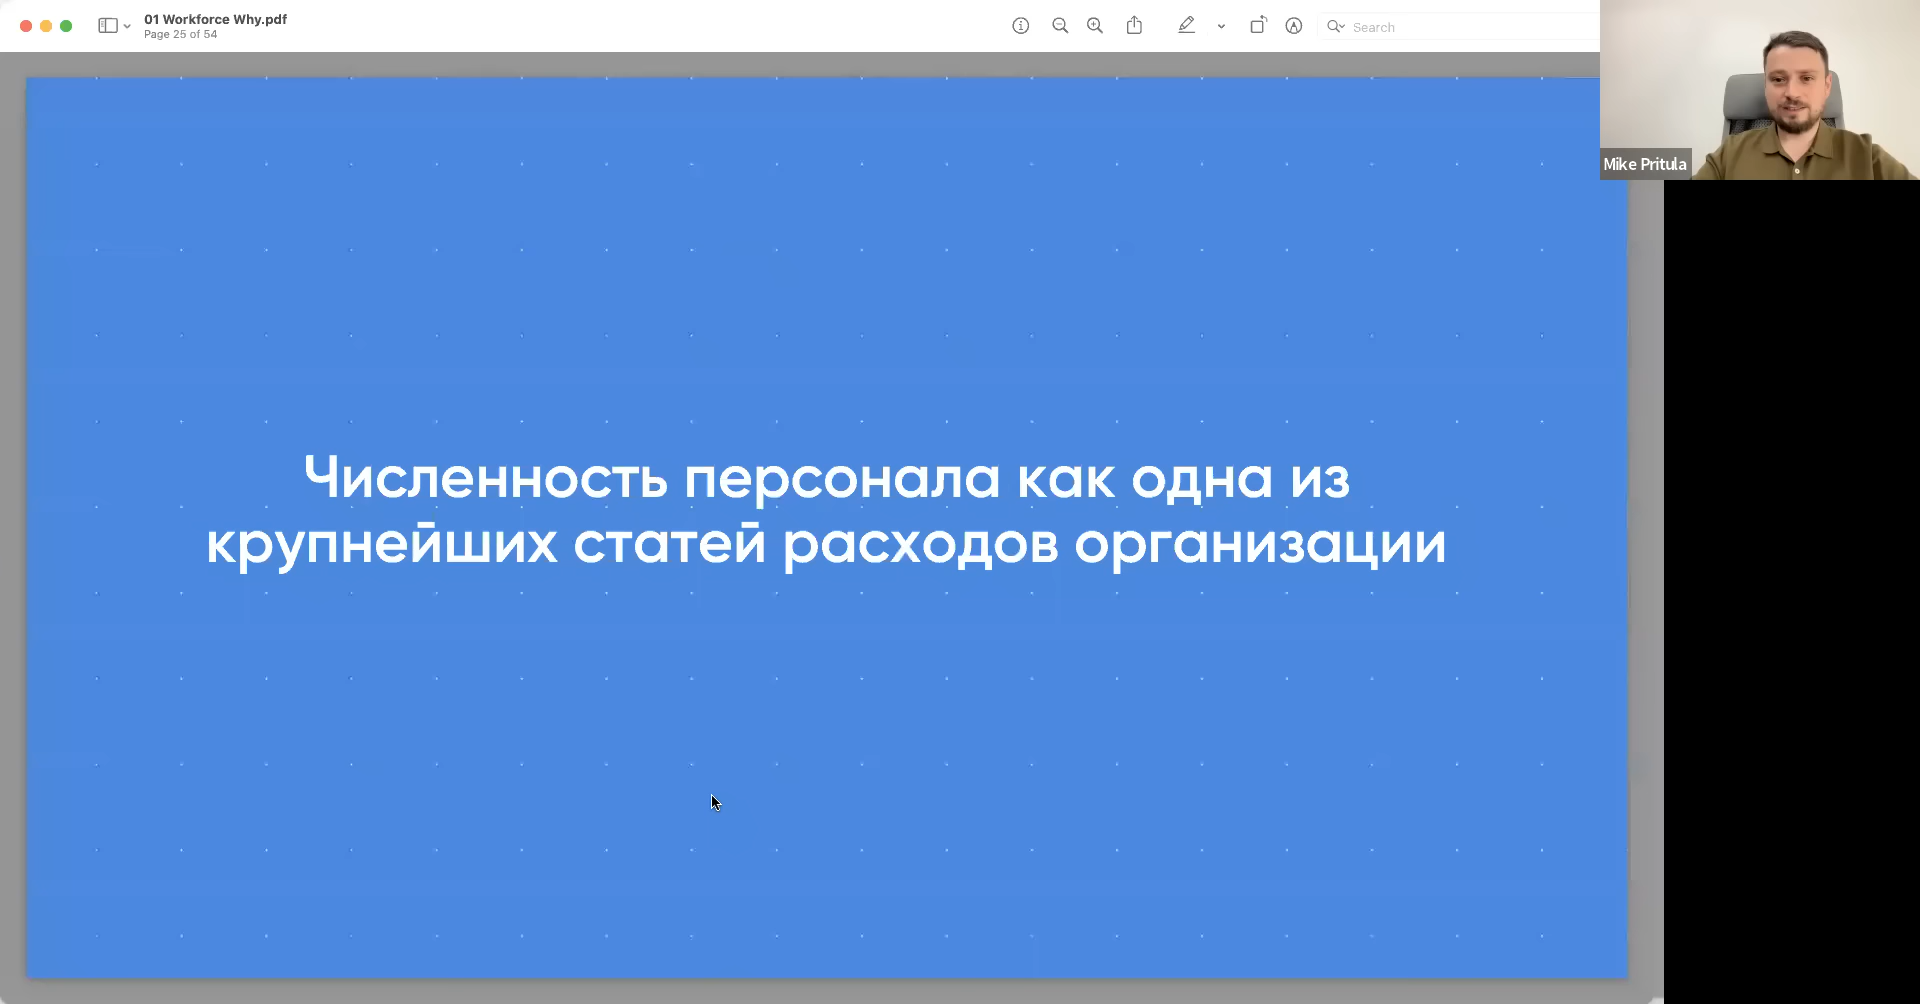 01 Workforce Why.pdf
Page 25 of 54
Search
Mike Pritula
Численность персонала как одна из
крупнейших статей расходов организации